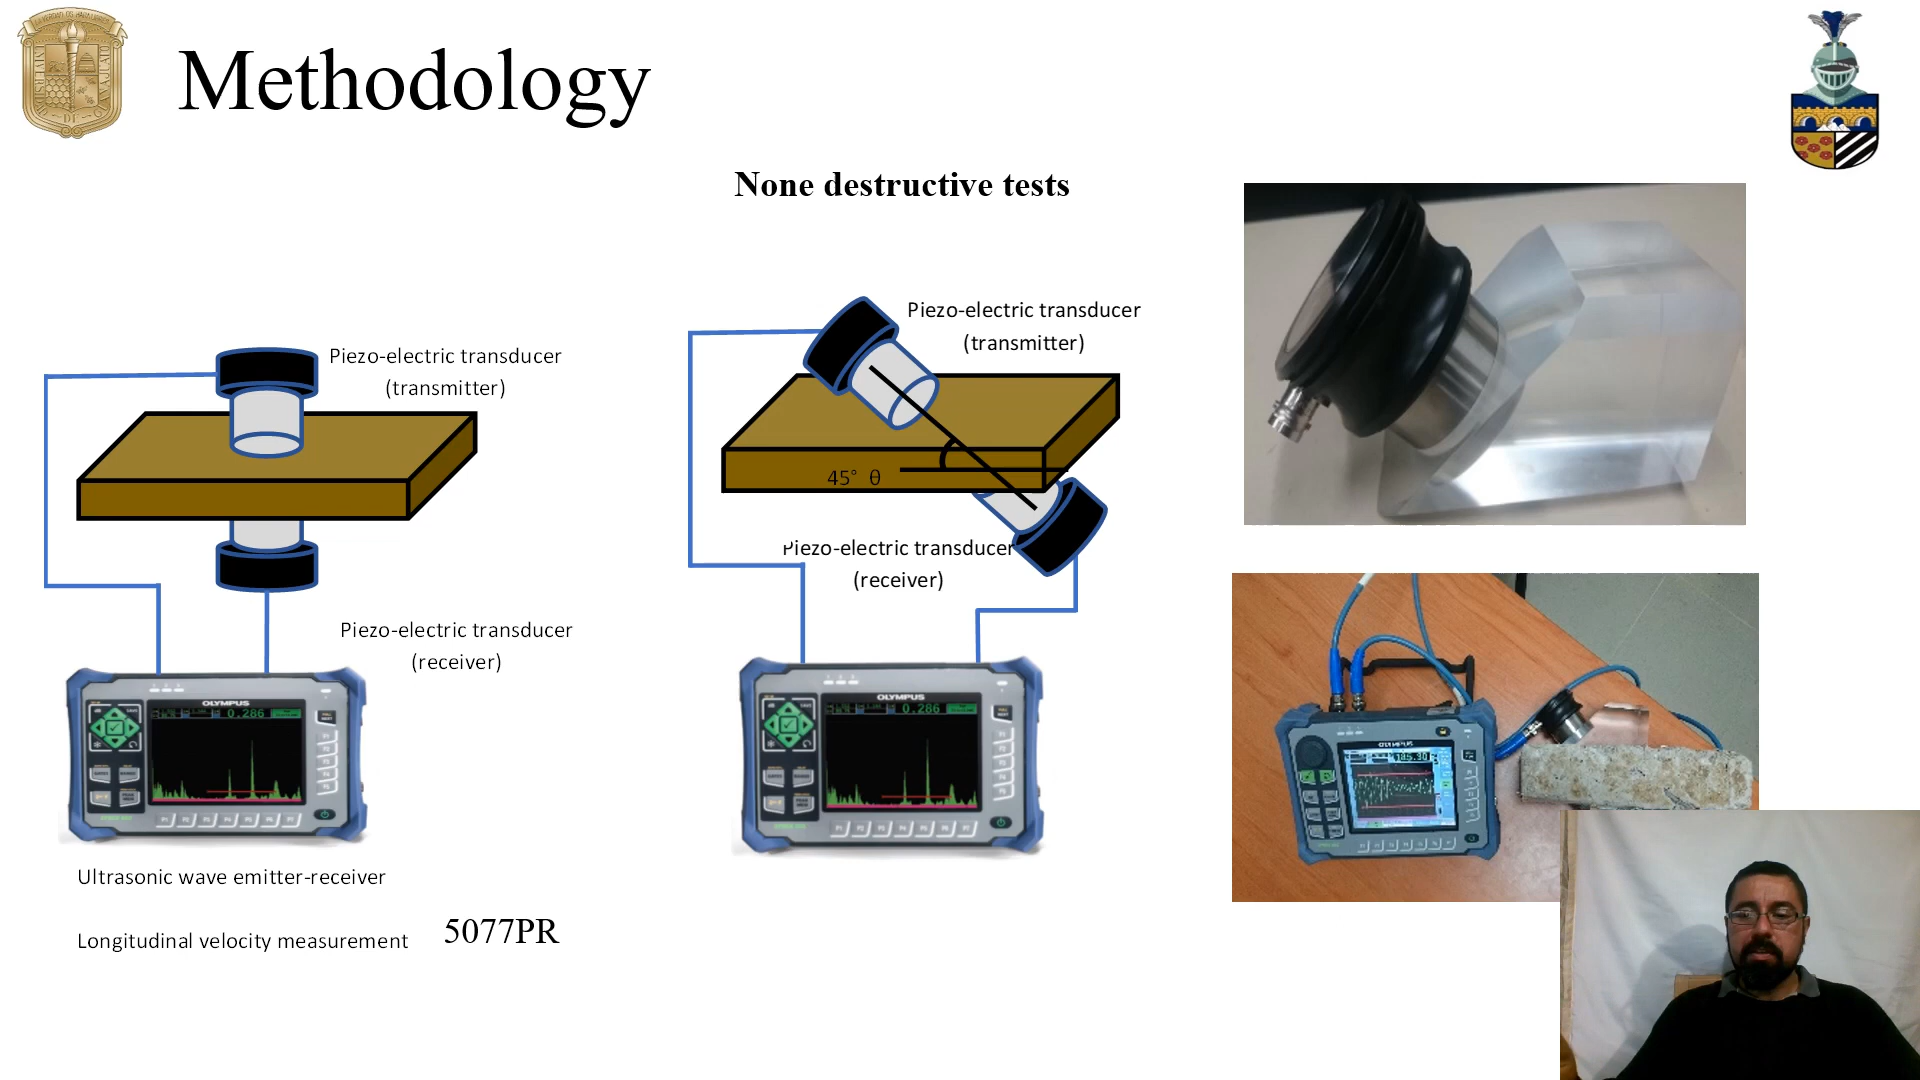 Methodology
None destructive tests
Piezo-electric transducer
(transmitter)
Piezo-electric transducer
(receiver)
OLYMPUS
0.286
Ultrasonic wave emitter-receiver
Longitudinal velocity measurement
5077PR
Piezo-electric transducer
(transmitter)
45° θ
Piezo-electric transducer
(receiver)
OLYMPUS
0.286
OLYMPUS